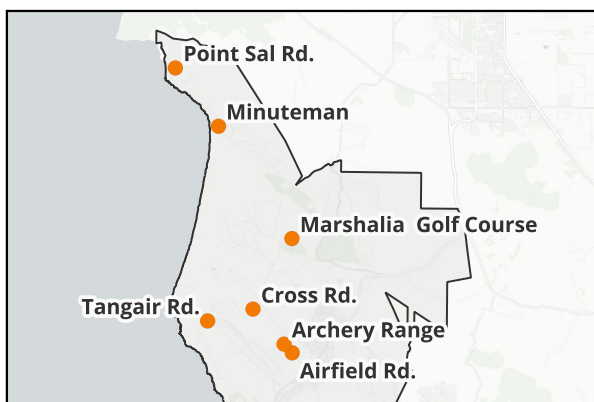 Point Sal Rd.
Minuteman
Marshalia  Golf Course
Cross Rd.
Tangair Rd.
Archery Range
Airfield Rd.